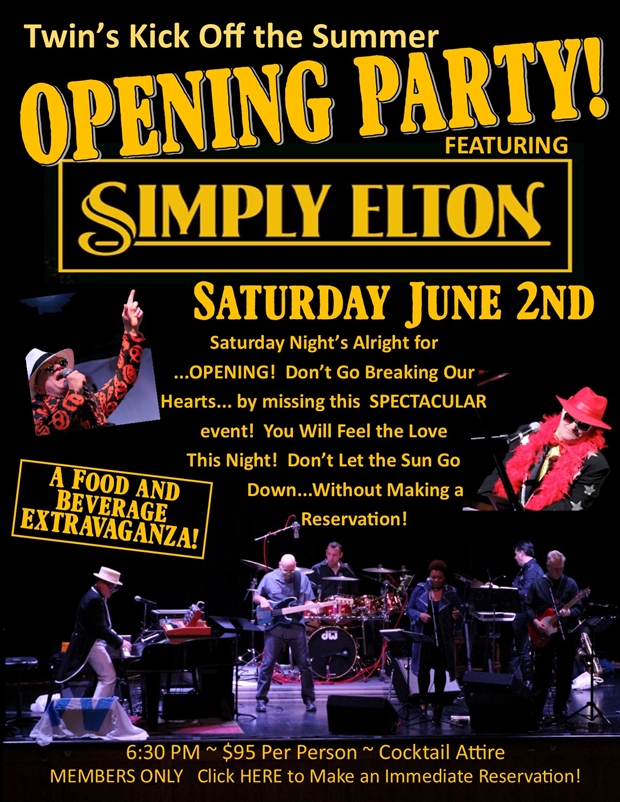 Twin's Kick Off the Summer
OPENING PARTY!
FEATURING
SIMPLY ELTON
SATURDAY JUNE 2ND
Saturday Night's Alright for
...OPENING! Don't Go Breaking Our
Hearts... by missing this SPECTACULAR
event! You Will Feel the Love
This Night! Don't Let the Sun Go
Down...Without Making a
Reservation!
A FOOD AND
BEVERAGE
EXTRAVAGANZA!
dw
6:30 PM ~ $95 Per Person ~ Cocktail Attire
MEMBERS ONLY Click HERE to Make an Immediate Reservation!